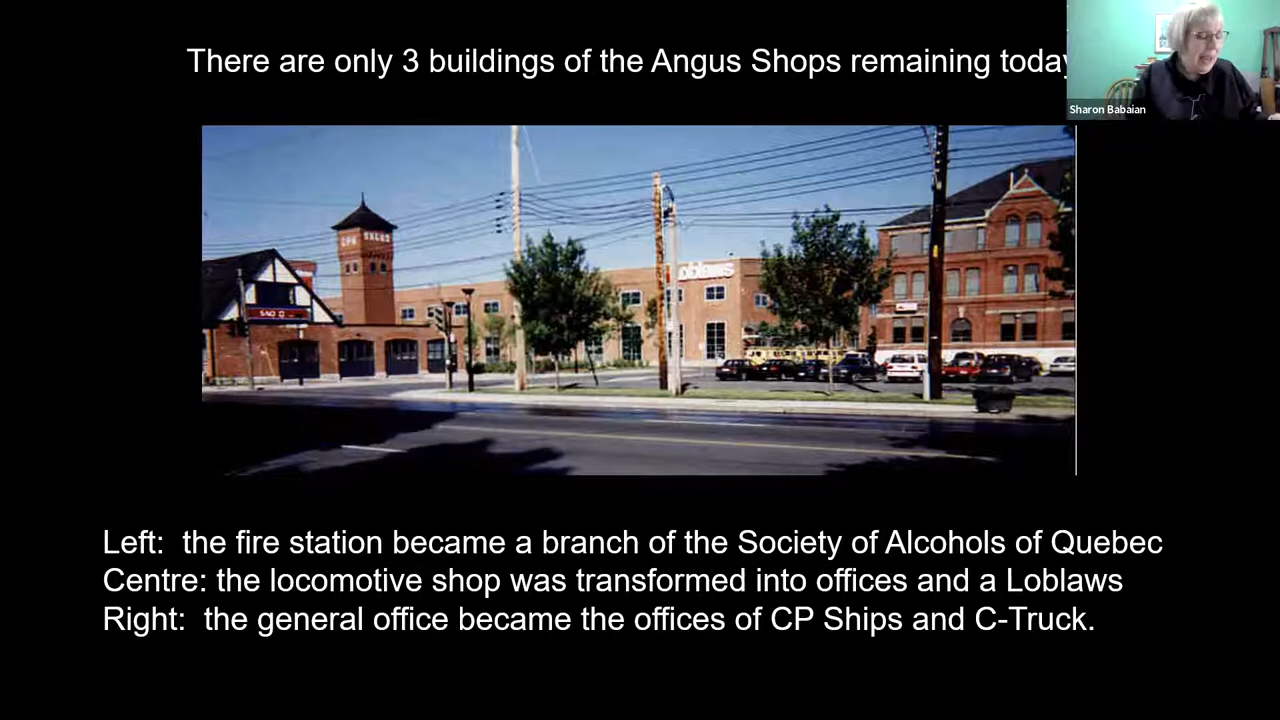 There are only 3 buildings of the Angus Shops remaining today
Sharon Babaian
Loblaws
Left:  the fire station became a branch of the Society of Alcohols of Quebec
Centre: the locomotive shop was transformed into offices and a Loblaws
Right:  the general office became the offices of CP Ships and C-Truck.